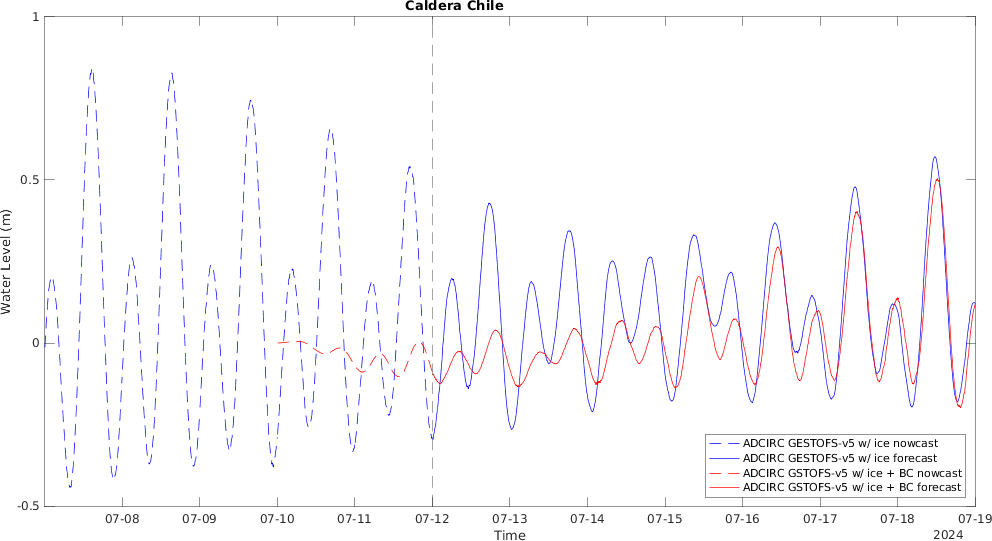 Caldera Chile
Water Level (m)
1
0.5
0
-0.5
07-08 07-09 07-10 07-11 07-12 07-13 07-14 07-15 07-16 07-17 07-18 07-19
Time
2024
ADCIRC GESTOFS-v5 w/ ice nowcast
ADCIRC GESTOFS-v5 w/ ice forecast
ADCIRC GSTOFS-v5 w/ ice + BC nowcast
ADCIRC GSTOFS-v5 w/ ice + BC forecast